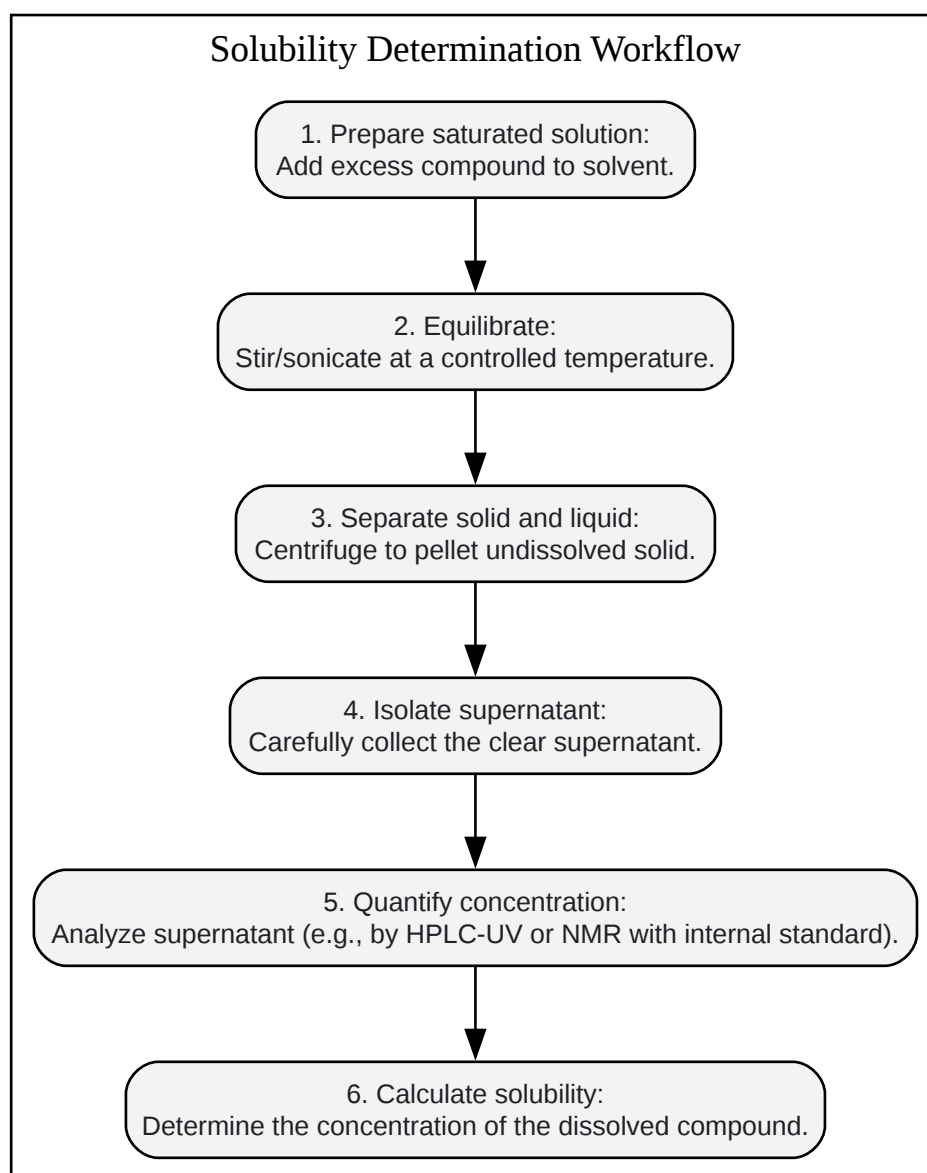 Solubility Determination Workflow
1. Prepare saturated solution:
Add excess compound to solvent.
2. Equilibrate:
Stir/sonicate at a controlled temperature.
3. Separate solid and liquid:
Centrifuge to pellet undissolved solid.
4. Isolate supernatant:
Carefully collect the clear supernatant.
5. Quantify concentration:
Analyze supernatant (e.g., by HPLC-UV or NMR with internal standard).
6. Calculate solubility:
Determine the concentration of the dissolved compound.